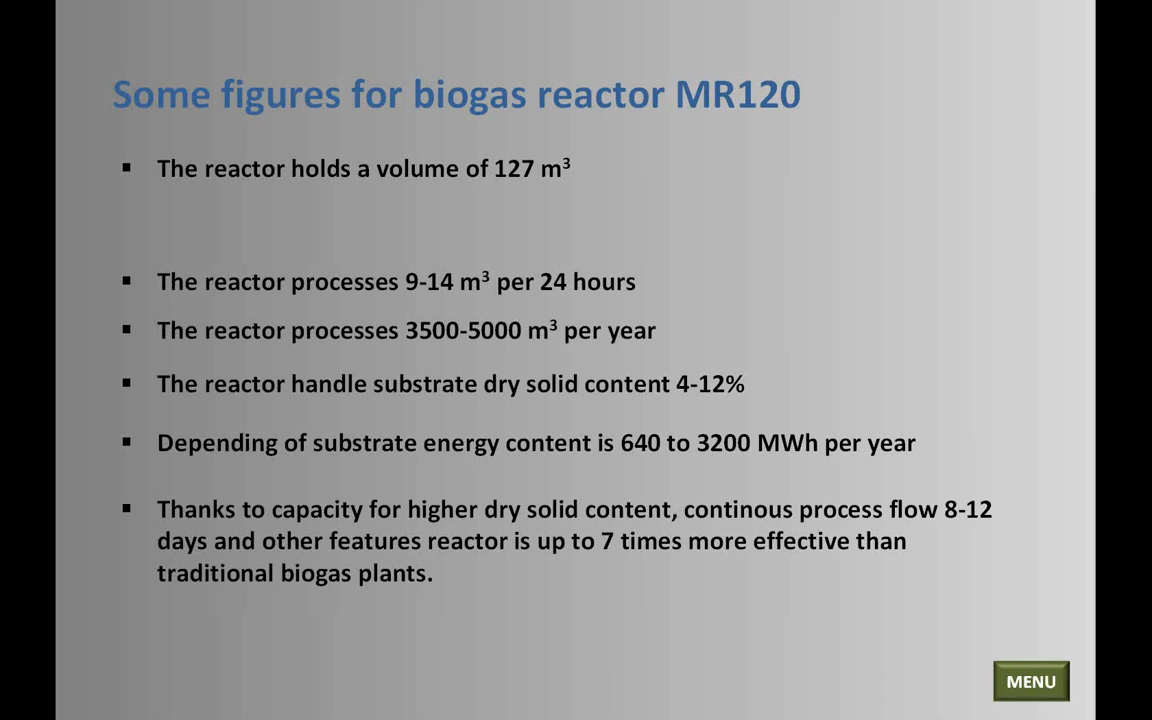 Some figures for biogas reactor MR120
▪ The reactor holds a volume of 127 m³
▪ The reactor processes 9-14 m³ per 24 hours
▪ The reactor processes 3500-5000 m³ per year
▪ The reactor handle substrate dry solid content 4-12%
▪ Depending of substrate energy content is 640 to 3200 MWh per year
▪ Thanks to capacity for higher dry solid content, continous process flow 8-12
days and other features reactor is up to 7 times more effective than
traditional biogas plants.
MENU